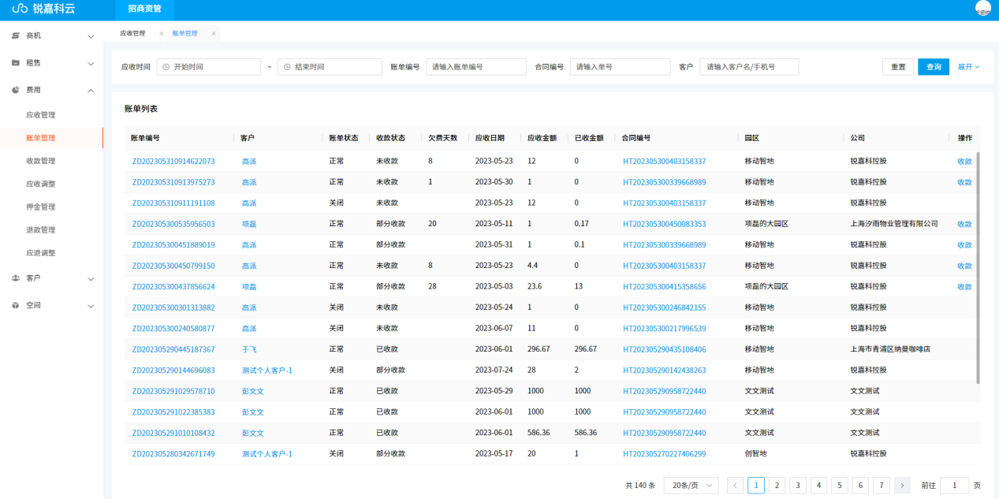 锐嘉科云 招商资管
商机
租售
费用
应收管理
账单管理
收款管理
应收调整
押金管理
退款管理
应退调整
客户
空间
应收管理 × 账单管理 ×
应收时间 开始时间 ~ 结束时间 账单编号 请输入账单编号 合同编号 请输入单号 客户 请输入客户名/手机号 重置 查询 展开
账单列表
账单编号 客户 账单状态 收款状态 欠费天数 应收日期 应收金额 已收金额 合同编号 园区 公司 操作
ZD202305310914622073 高派 正常 未收款 8 2023-05-23 12 0 HT202305300403158337 移动智地 锐嘉科控股 收款
ZD202305310913975273 高派 正常 未收款 1 2023-05-30 1 0 HT202305300339668989 移动智地 锐嘉科控股 收款
ZD202305310911191108 高派 关闭 未收款 2023-05-23 12 0 HT202305300403158337 移动智地 锐嘉科控股
ZD202305300535956503 项磊 正常 部分收款 20 2023-05-11 1 0.17 HT202305300450083353 项磊的大园区 上海汐雨物业管理有限公司 收款
ZD202305300451889019 高派 正常 部分收款 2023-05-31 1 0.1 HT202305300339668989 移动智地 锐嘉科控股 收款
ZD202305300450799150 高派 正常 未收款 8 2023-05-23 4.4 0 HT202305300403158337 移动智地 锐嘉科控股 收款
ZD202305300437856624 项磊 正常 部分收款 28 2023-05-03 23.6 13 HT202305300415358656 项磊的大园区 锐嘉科控股 收款
ZD202305300301313882 高派 关闭 未收款 2023-05-24 1 0 HT202305300246842155 移动智地 锐嘉科控股
ZD202305300240580877 高派 关闭 未收款 2023-06-07 11 0 HT202305300217996539 移动智地 锐嘉科控股
ZD202305290445187367 于飞 正常 已收款 2023-06-01 296.67 296.67 HT202305290435108406 移动智地 上海市青浦区纳曼咖啡店
ZD202305290144696083 测试个人客户-1 关闭 部分收款 2023-07-24 28 2 HT202305290142438263 移动智地 锐嘉科控股
ZD202305291029578710 彭文文 正常 已收款 2023-05-29 1000 1000 HT202305290958722440 文文测试 文文测试
ZD202305291022385383 彭文文 正常 已收款 2023-06-01 1000 1000 HT202305290958722440 文文测试 文文测试
ZD202305291010108432 彭文文 正常 已收款 2023-06-01 586.36 586.36 HT202305290958722440 文文测试 文文测试
ZD202305280342671749 测试个人客户-1 关闭 部分收款 2023-05-17 20 1 HT202305270227406299 创智地 锐嘉科控股
共 140 条 20条/页 1 2 3 4 5 6 7 前往 1 页